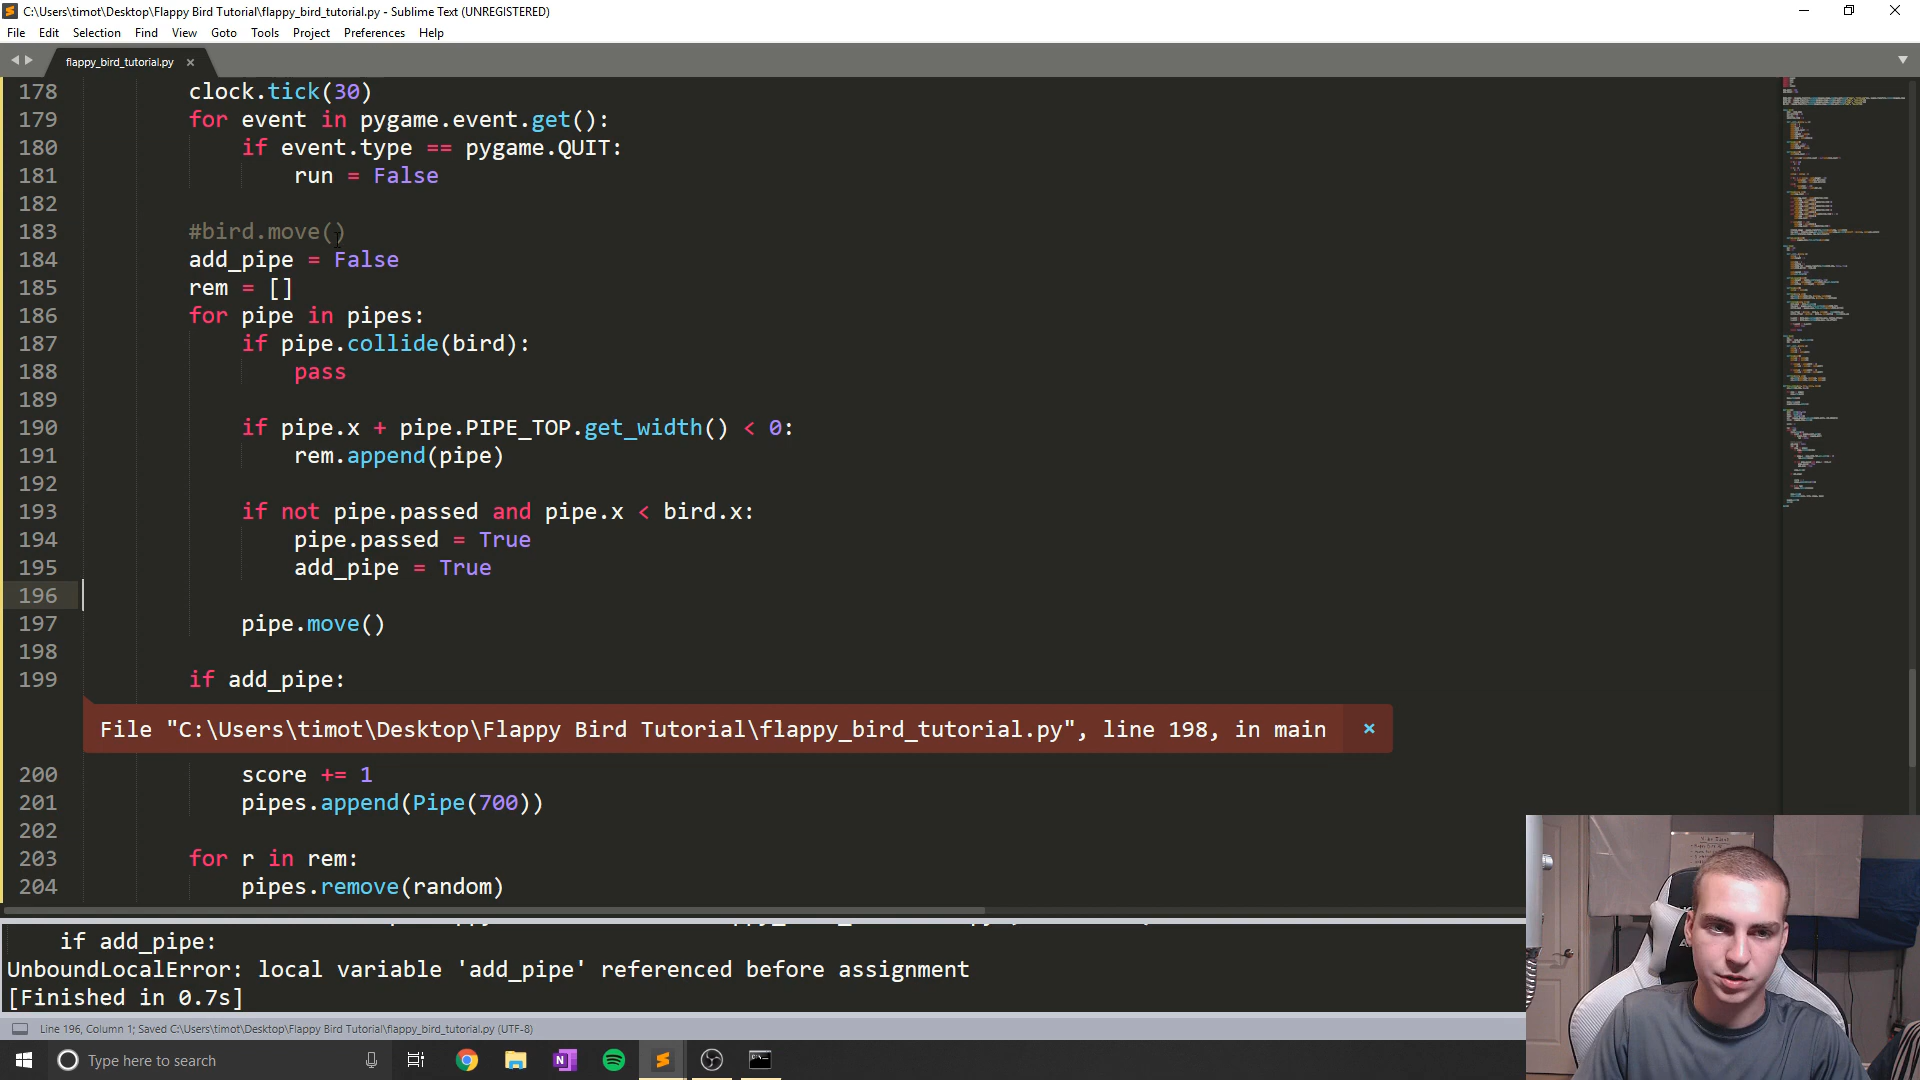 C:\Users\timot\Desktop\Flappy Bird Tutorial\flappy_bird_tutorial.py - Sublime Text (UNREGISTERED)
File Edit Selection Find View Goto Tools Project Preferences Help
flappy_bird_tutorial.py ×
178 clock.tick(30)
179 for event in pygame.event.get():
180 if event.type == pygame.QUIT:
181 run = False
182
183 #bird.move()
184 add_pipe = False
185 rem = []
186 for pipe in pipes:
187 if pipe.collide(bird):
188 pass
189
190 if pipe.x + pipe.PIPE_TOP.get_width() < 0:
191 rem.append(pipe)
192
193 if not pipe.passed and pipe.x < bird.x:
194 pipe.passed = True
195 add_pipe = True
196
197 pipe.move()
198
199 if add_pipe:
File "C:\Users\timot\Desktop\Flappy Bird Tutorial\flappy_bird_tutorial.py", line 198, in main ×
200 score += 1
201 pipes.append(Pipe(700))
202
203 for r in rem:
204 pipes.remove(random)
if add_pipe:
UnboundLocalError: local variable 'add_pipe' referenced before assignment
[Finished in 0.7s]
Line 196, Column 1; Saved C:\Users\timot\Desktop\Flappy Bird Tutorial\flappy_bird_tutorial.py (UTF-8)
Type here to search